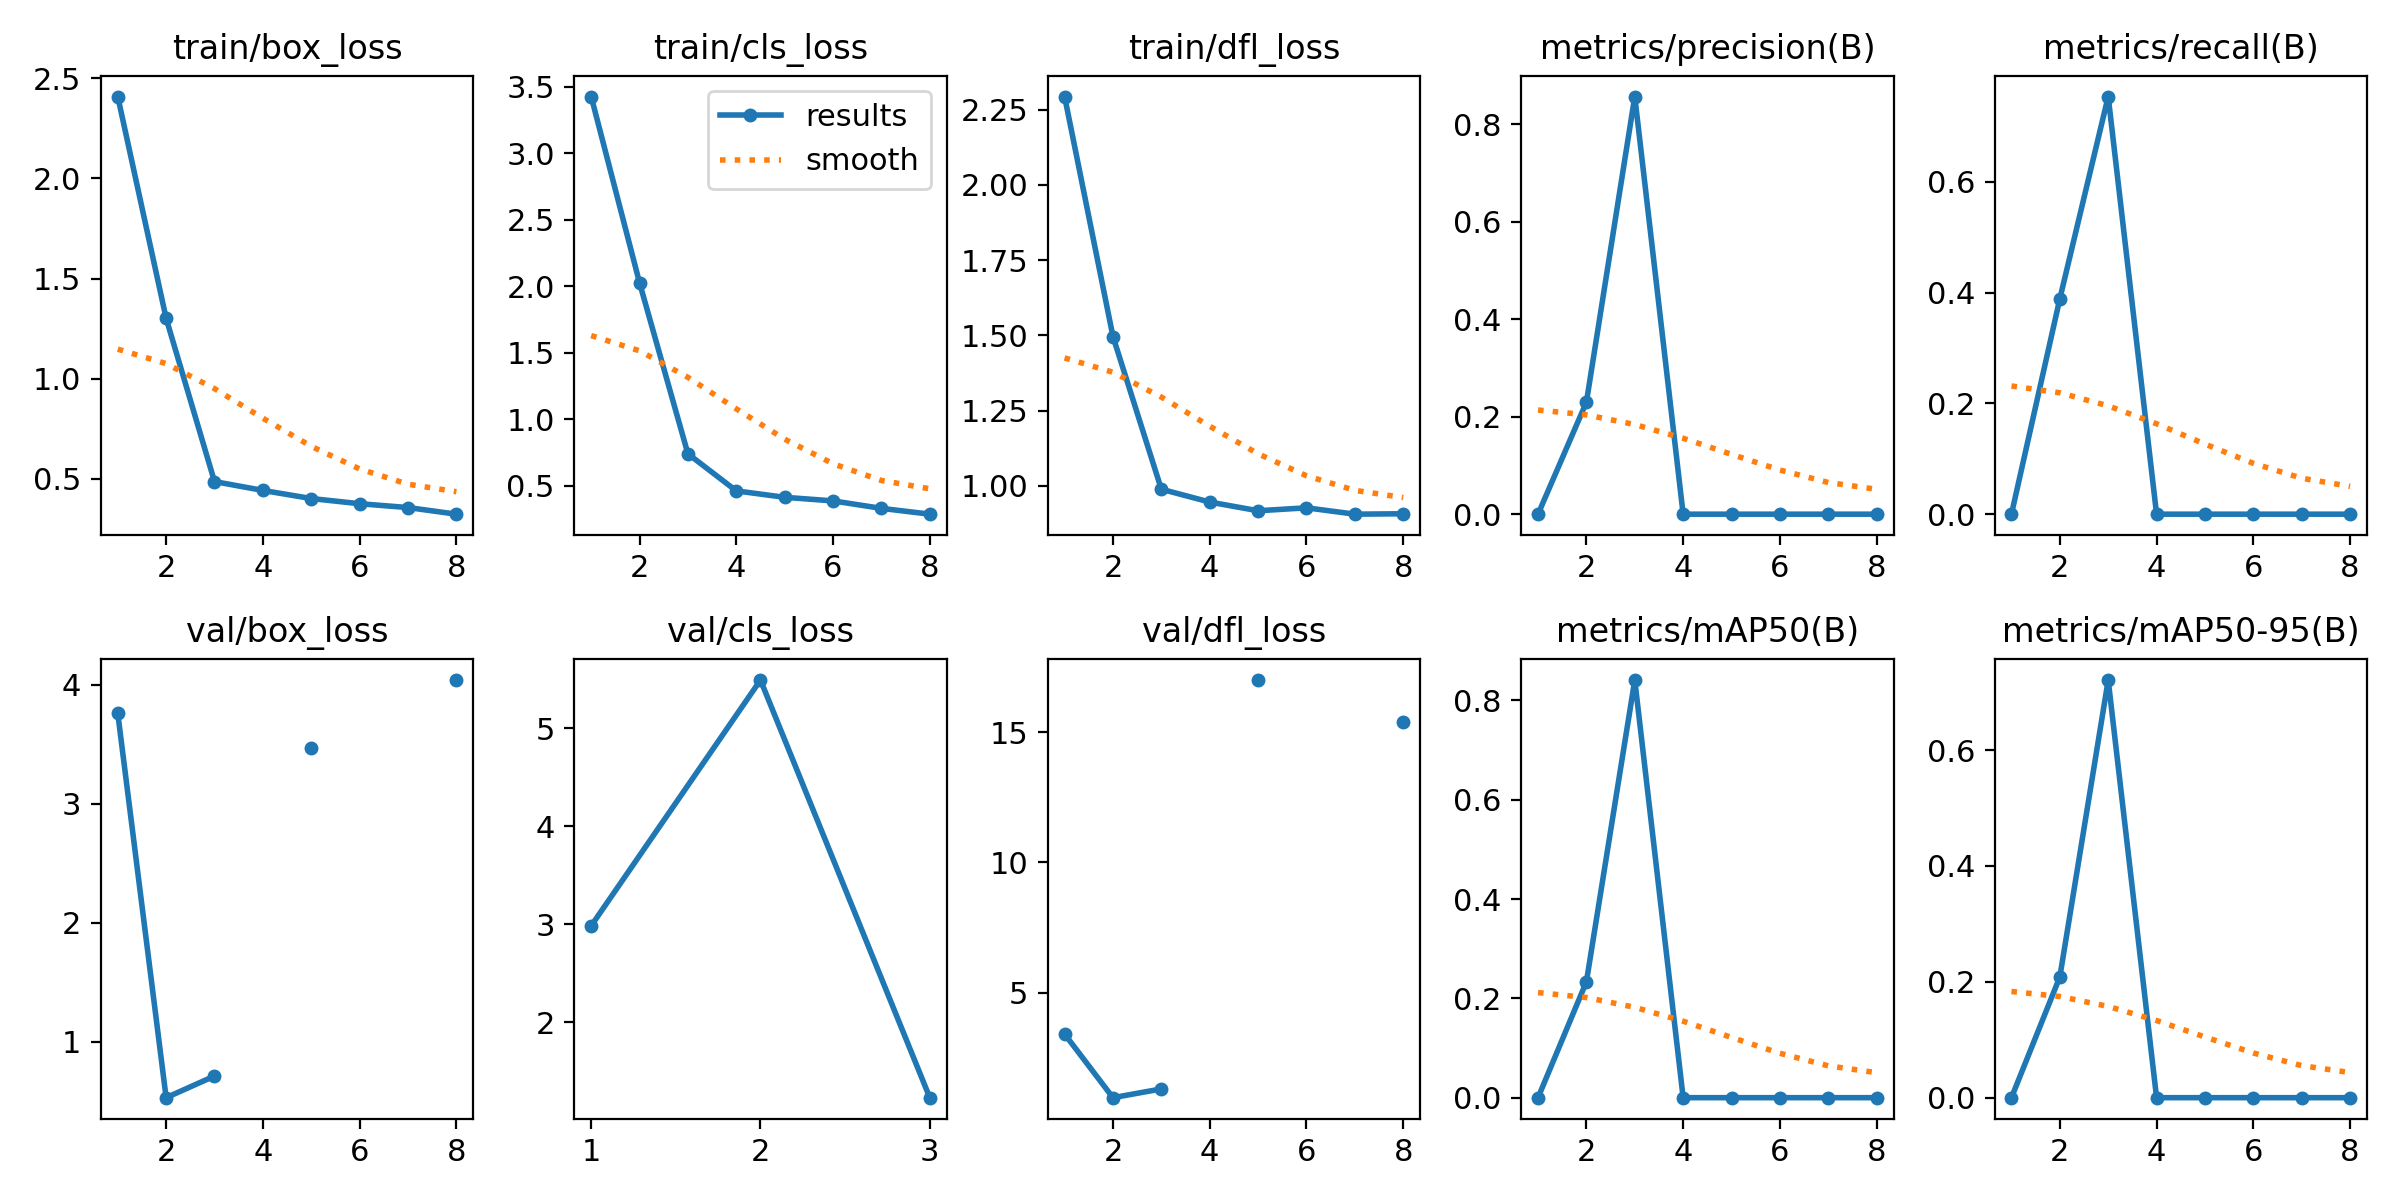 train/box_loss
2.5
2.0
1.5
1.0
0.5
2 4 6 8
train/cls_loss
3.5
3.0
2.5
2.0
1.5
1.0
0.5
results
smooth
2 4 6 8
train/dfl_loss
2.25
2.00
1.75
1.50
1.25
1.00
2 4 6 8
metrics/precision(B)
0.8
0.6
0.4
0.2
0.0
2 4 6 8
metrics/recall(B)
0.6
0.4
0.2
0.0
2 4 6 8
val/box_loss
4
3
2
1
2 4 6 8
val/cls_loss
5
4
3
2
1 2 3
val/dfl_loss
15
10
5
2 4 6 8
metrics/mAP50(B)
0.8
0.6
0.4
0.2
0.0
2 4 6 8
metrics/mAP50-95(B)
0.6
0.4
0.2
0.0
2 4 6 8